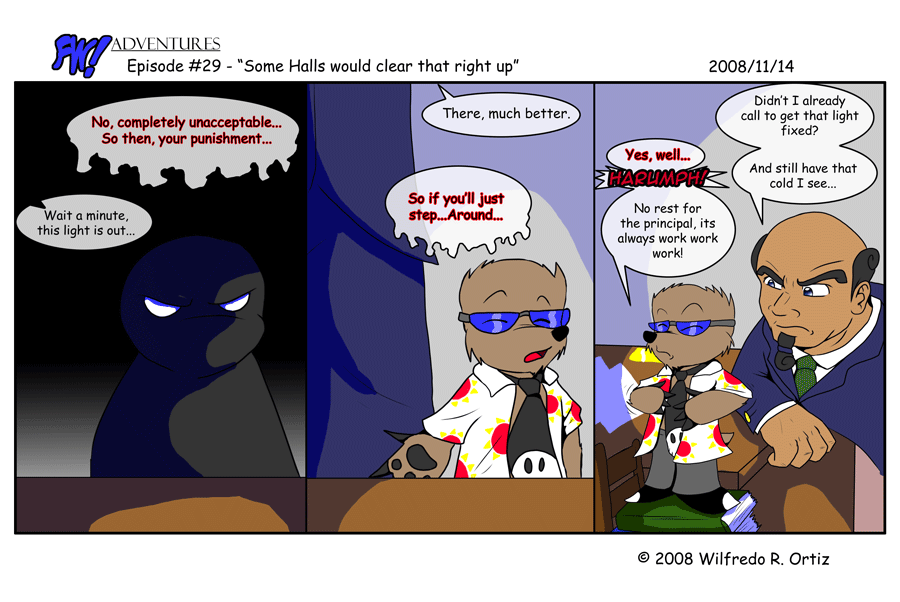 FW! ADVENTURES
Episode #29 - “Some Halls would clear that right up”
2008/11/14
No, completely unacceptable...
So then, your punishment...
Wait a minute,
this light is out...
There, much better.
So if you'll just
step...Around...
Didn't I already
call to get that light
fixed?
And still have that
cold I see...
Yes, well...
HARUMPH!
No rest for
the principal, its
always work work
work!
© 2008 Wilfredo R. Ortiz